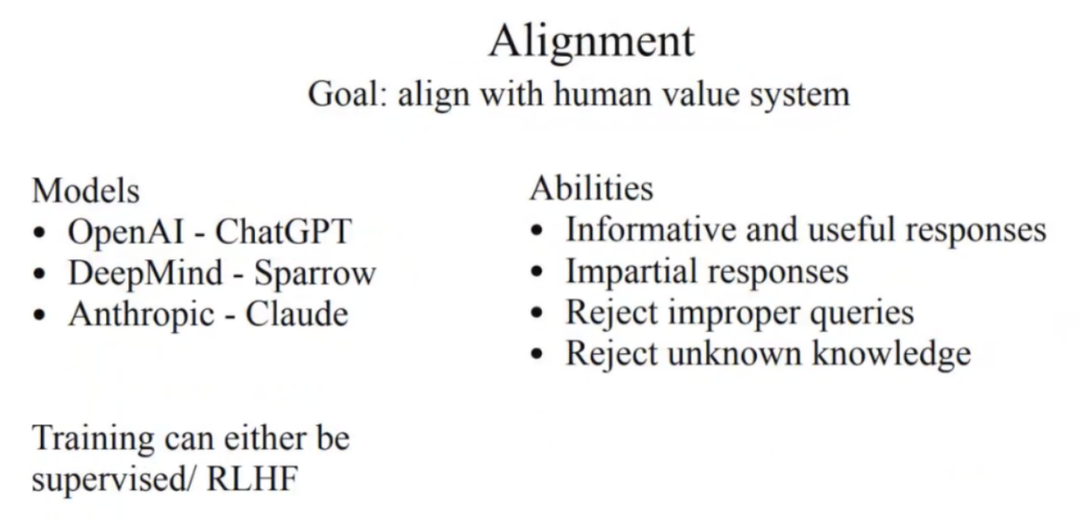 Alignment
Goal: align with human value system
Models
• OpenAI - ChatGPT
• DeepMind - Sparrow
• Anthropic - Claude
Abilities
• Informative and useful responses
• Impartial responses
• Reject improper queries
• Reject unknown knowledge
Training can either be
supervised/ RLHF